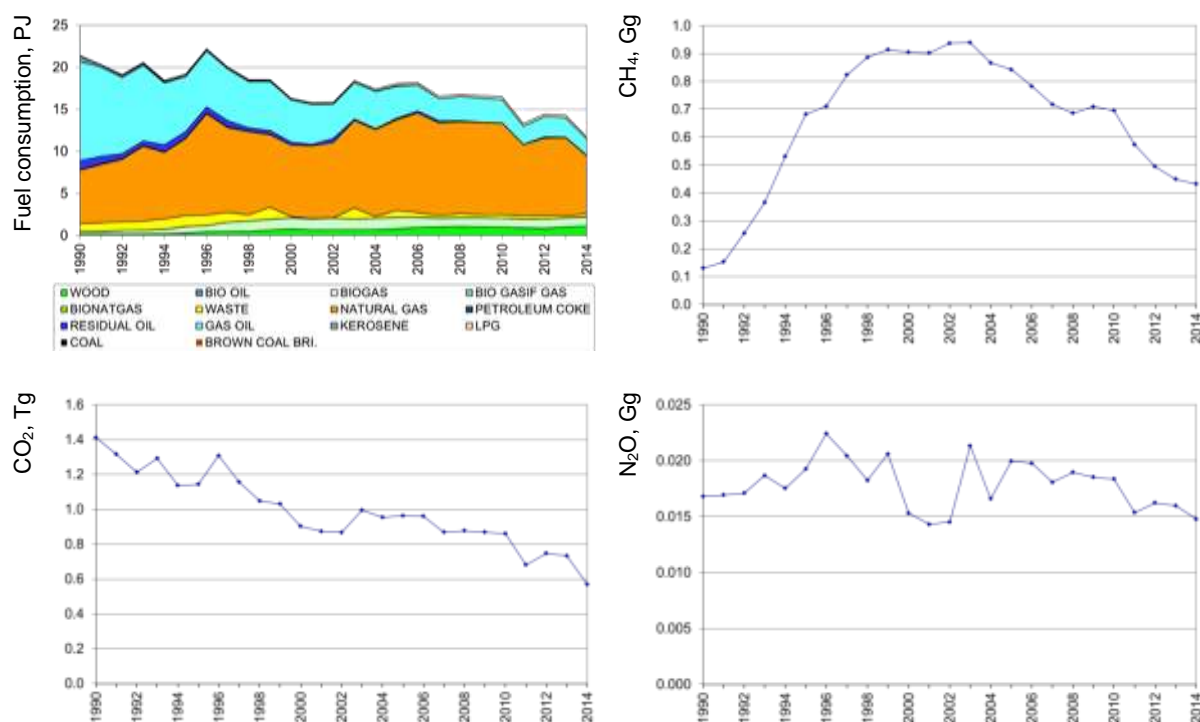 Fuel consumption, PJ
25
20
15
10
5
0
1990 1992 1994 1996 1998 2000 2002 2004 2006 2008 2010 2012 2014
WOOD BIO OIL BIOGAS BIO GASIF GAS
BIONATGAS WASTE NATURAL GAS PETROLEUM COKE
RESIDUAL OIL GAS OIL KEROSENE LPG
COAL BROWN COAL BRI.
CH₄, Gg
1.0
0.9
0.8
0.7
0.6
0.5
0.4
0.3
0.2
0.1
0.0
1990 1992 1994 1996 1998 2000 2002 2004 2006 2008 2010 2012 2014
CO₂, Tg
1.6
1.4
1.2
1.0
0.8
0.6
0.4
0.2
0.0
1990 1992 1994 1996 1998 2000 2002 2004 2006 2008 2010 2012 2014
N₂O, Gg
0.025
0.020
0.015
0.010
0.005
0.000
1990 1992 1994 1996 1998 2000 2002 2004 2006 2008 2010 2012 2014